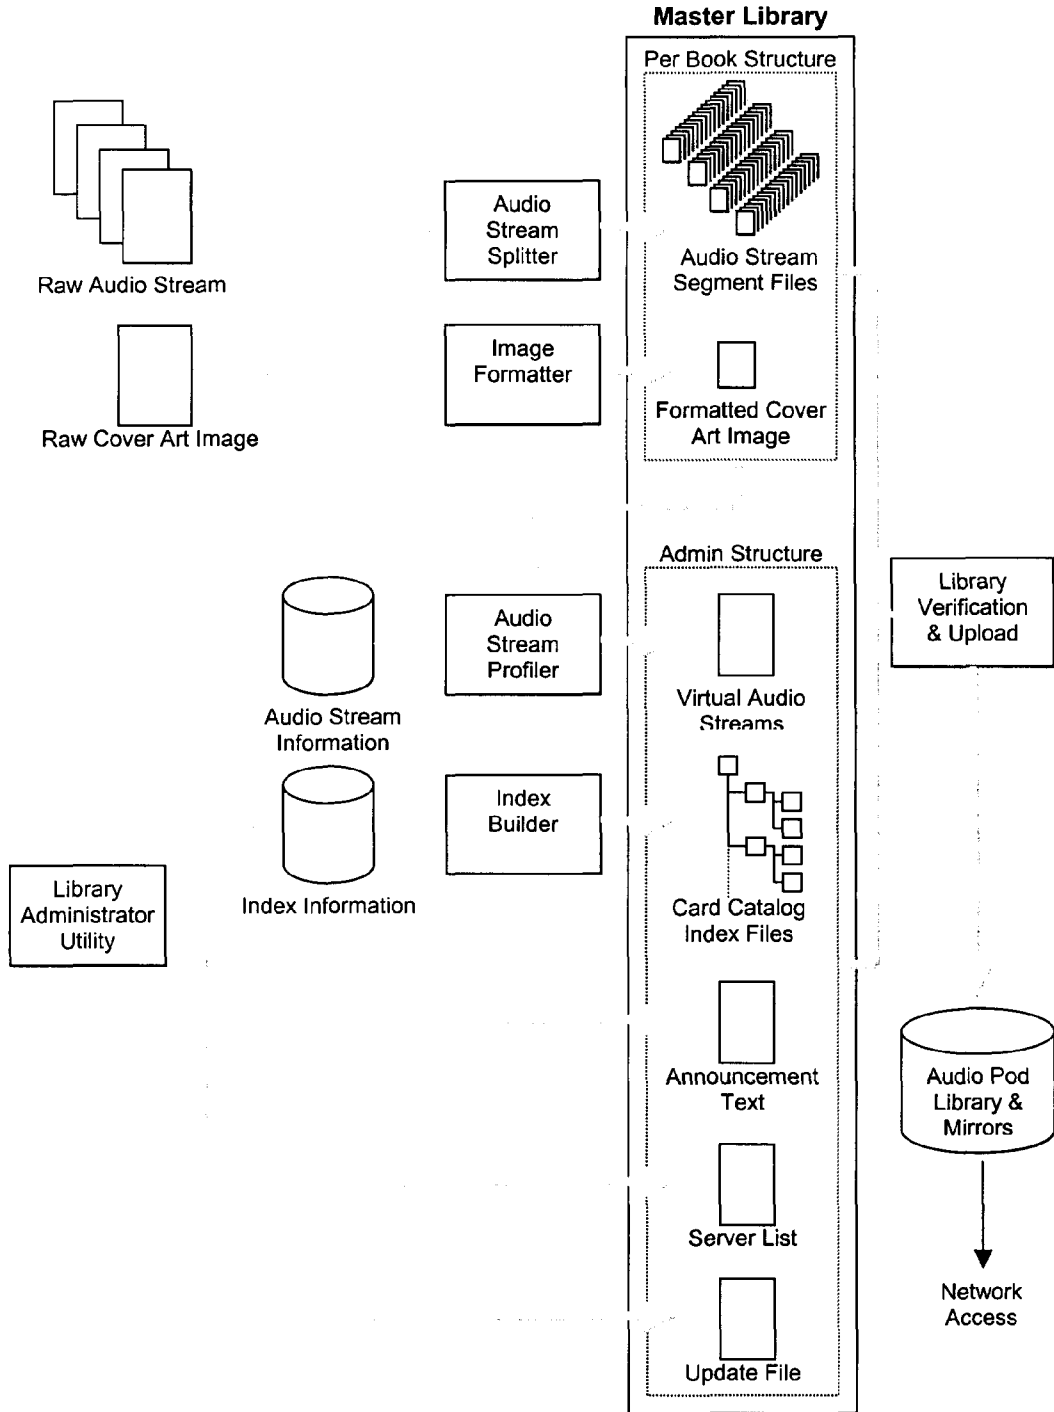 Master Library
Per Book Structure
Audio
Stream
Splitter
Audio Stream
Segment Files
Raw Audio Stream
Image
Formatter
Formatted Cover
Art Image
Raw Cover Art Image
Admin Structure
Library
Verification
& Upload
Audio
Stream
Profiler
Virtual Audio
Streams
Audio Stream
Information
Index
Builder
Library
Administrator
Utility
Index Information
Card Catalog
Index Files
Announcement
Text
Audio Pod
Library &
Mirrors
Server List
Network
Access
Update File